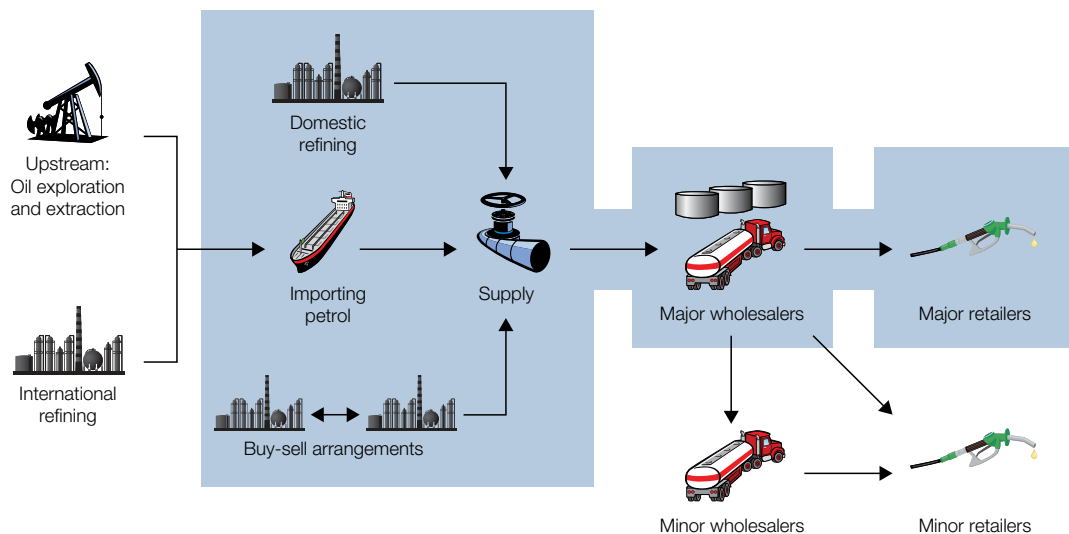 Upstream:
Oil exploration
and extraction
International
refining
Domestic
refining
Importing
petrol
Supply
Buy-sell arrangements
Major wholesalers
Major retailers
Minor wholesalers
Minor retailers